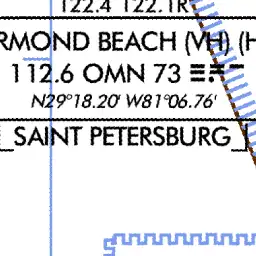 122.4 122.1R
ORMOND BEACH (VH) (H
112.6 OMN 73
N29°18.20' W81°06.76'
SAINT PETERSBURG